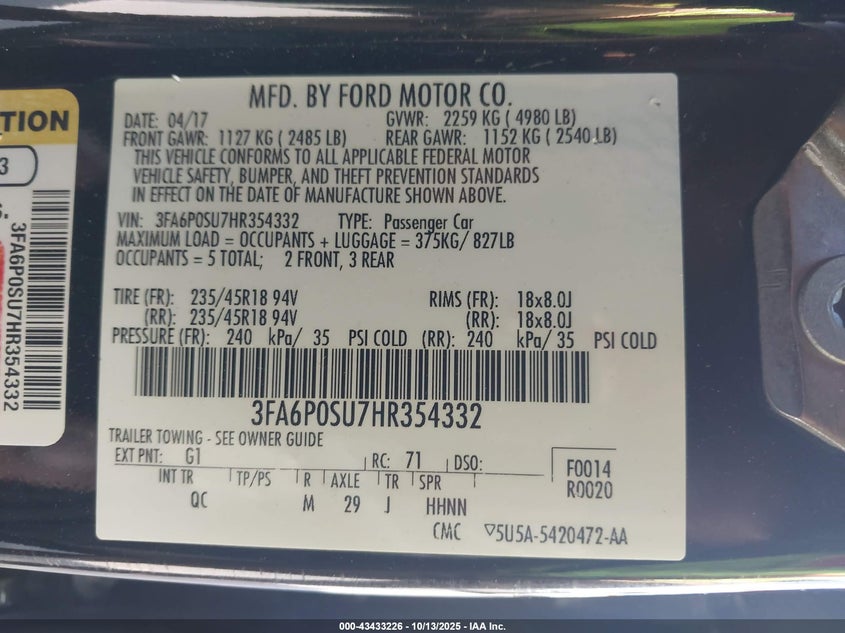 MFD. BY FORD MOTOR CO.
DATE: 04/17 GVWR: 2259 KG ( 4980 LB)
FRONT GAWR: 1127 KG ( 2485 LB) REAR GAWR: 1152 KG ( 2540 LB)
THIS VEHICLE CONFORMS TO ALL APPLICABLE FEDERAL MOTOR
VEHICLE SAFETY, BUMPER, AND THEFT PREVENTION STANDARDS
IN EFFECT ON THE DATE OF MANUFACTURE SHOWN ABOVE.
VIN: 3FA6P0SU7HR354332 TYPE: Passenger Car
MAXIMUM LOAD = OCCUPANTS + LUGGAGE = 375KG/ 827LB
OCCUPANTS = 5 TOTAL; 2 FRONT, 3 REAR
TIRE (FR): 235/45R18 94V RIMS (FR): 18x8.0J
(RR): 235/45R18 94V (RR): 18x8.0J
PRESSURE (FR): 240 kPa/ 35 PSI COLD (RR): 240 kPa/ 35 PSI COLD
3FA6P0SU7HR354332
TRAILER TOWING - SEE OWNER GUIDE
EXT PNT: G1 RC: 71 DSO: F0014
R0020
INT TR TP/PS R AXLE TR SPR
QC M 29 J HHNN
CMC ▽5U5A-5420472-AA
TION
3
3FA6P0SU7HR354332
000-43433226 | 10/13/2025 - IAA Inc.